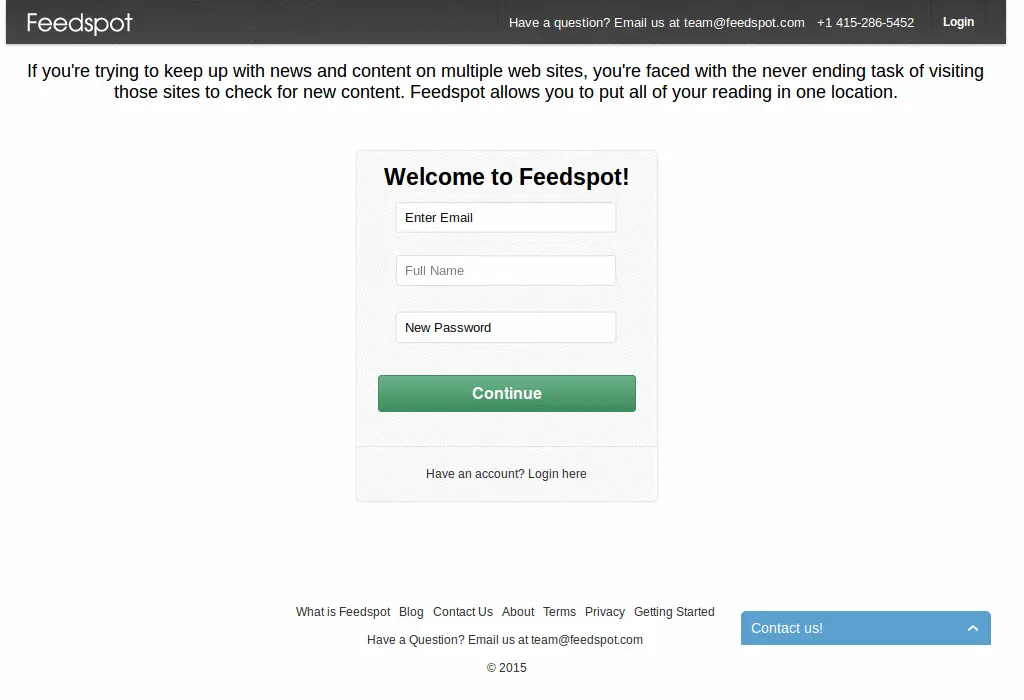 Feedspot
Have a question? Email us at team@feedspot.com +1 415-286-5452 Login
If you're trying to keep up with news and content on multiple web sites, you're faced with the never ending task of visiting
those sites to check for new content. Feedspot allows you to put all of your reading in one location.
Welcome to Feedspot!
Enter Email
Full Name
New Password
Continue
Have an account? Login here
What is Feedspot Blog Contact Us About Terms Privacy Getting Started
Contact us!
Have a Question? Email us at team@feedspot.com
© 2015